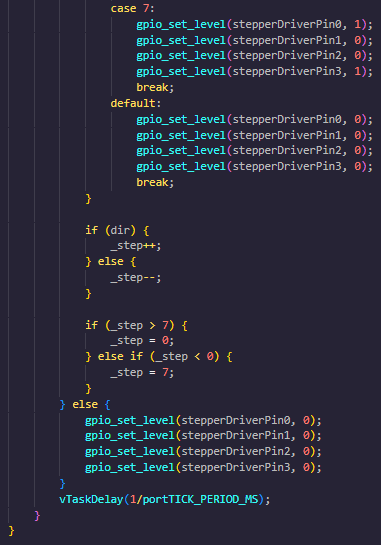 case 7:
gpio_set_level(stepperDriverPin0, 1);
gpio_set_level(stepperDriverPin1, 0);
gpio_set_level(stepperDriverPin2, 0);
gpio_set_level(stepperDriverPin3, 1);
break;
default:
gpio_set_level(stepperDriverPin0, 0);
gpio_set_level(stepperDriverPin1, 0);
gpio_set_level(stepperDriverPin2, 0);
gpio_set_level(stepperDriverPin3, 0);
break;
}
if (dir) {
_step++;
} else {
_step--;
}
if (_step > 7) {
_step = 0;
} else if (_step < 0) {
_step = 7;
}
} else {
gpio_set_level(stepperDriverPin0, 0);
gpio_set_level(stepperDriverPin1, 0);
gpio_set_level(stepperDriverPin2, 0);
gpio_set_level(stepperDriverPin3, 0);
}
vTaskDelay(1/portTICK_PERIOD_MS);
}
}